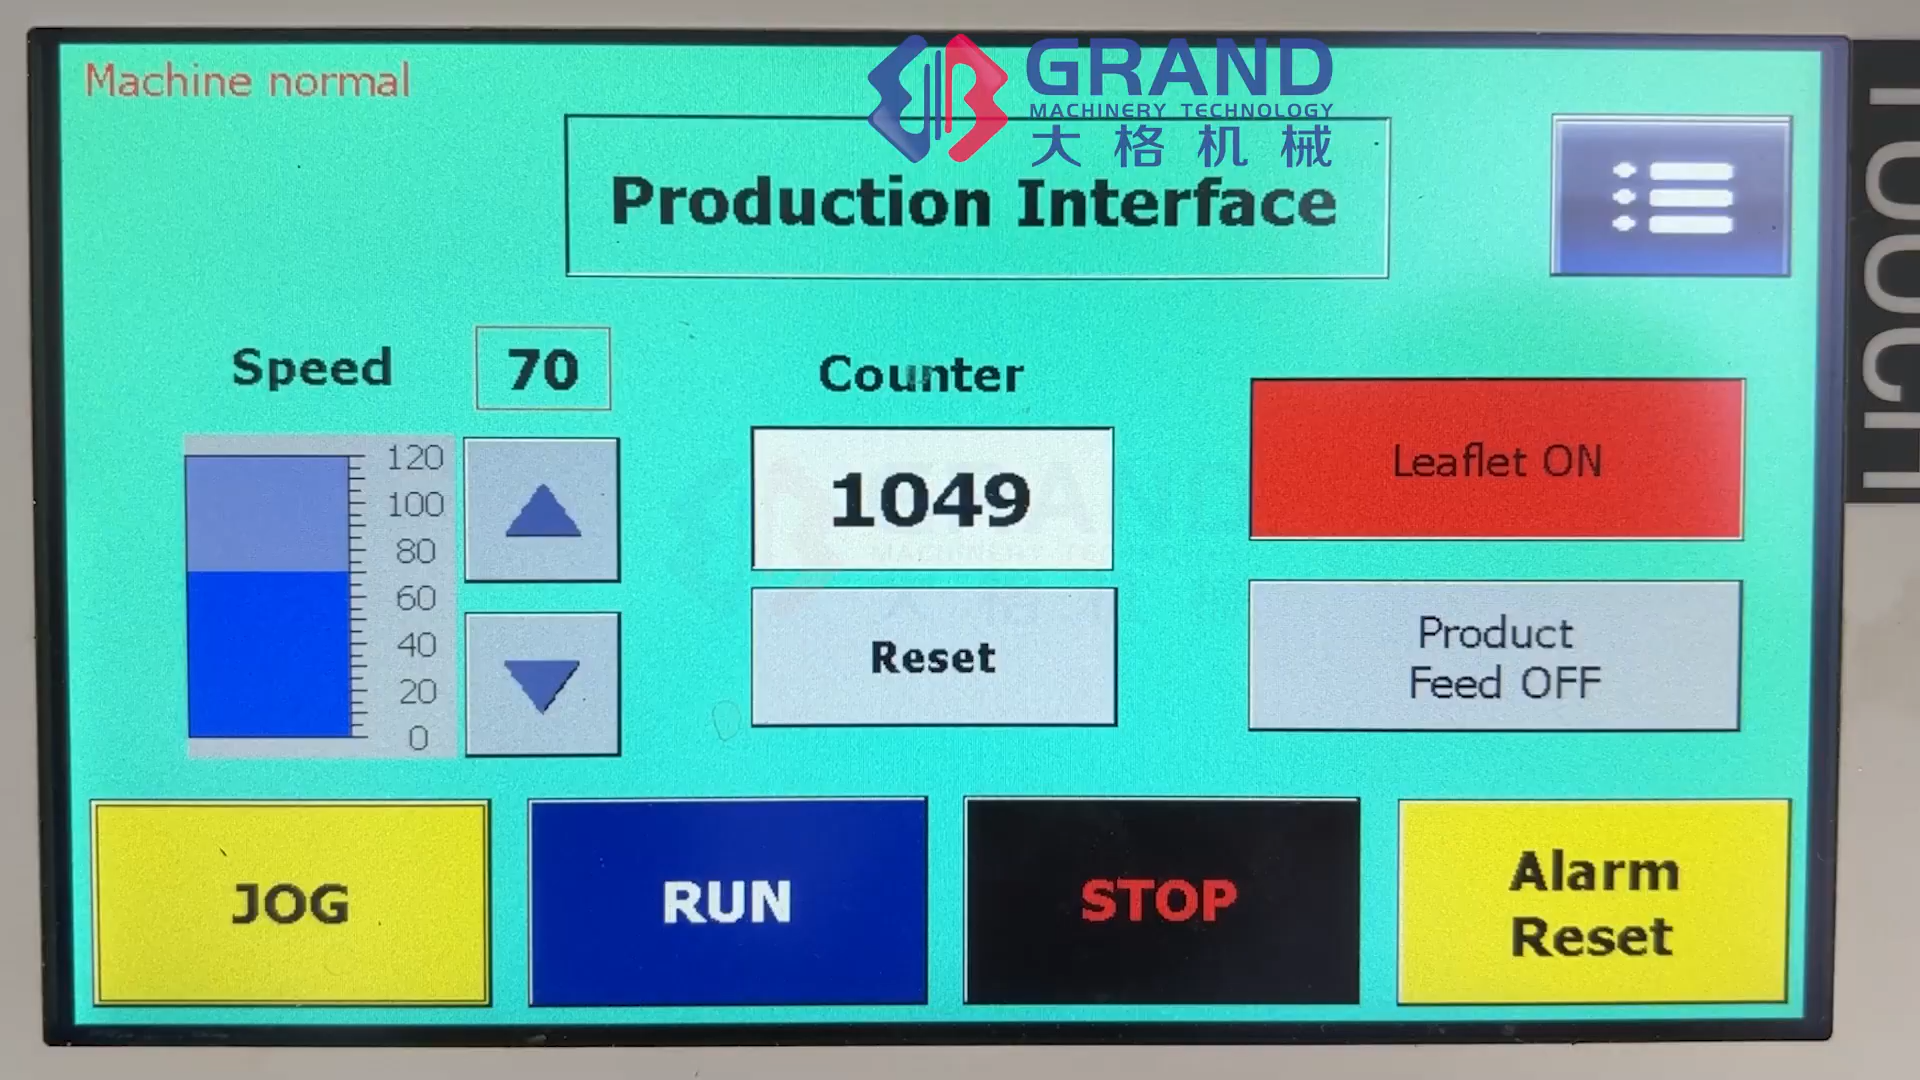 Machine normal
GRAND
MACHINERY TECHNOLOGY
大格机械
Production Interface
Speed
70
Counter
120
100
80
60
40
20
0
1049
Reset
Leaflet ON
Product
Feed OFF
JOG
RUN
STOP
Alarm
Reset
TOUCH